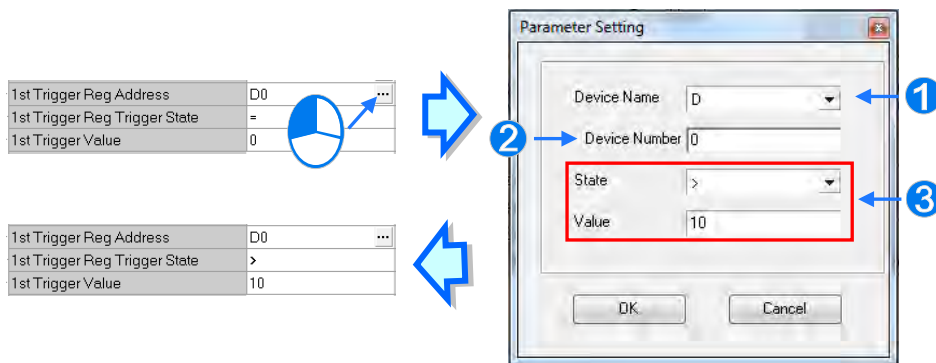 1st Trigger Reg Address D0 ...
1st Trigger Reg Trigger State =
1st Trigger Value 0
Parameter Setting
Device Name D
1
2
Device Number 0
State >
Value 10
3
OK Cancel
1st Trigger Reg Address D0 ...
1st Trigger Reg Trigger State >
1st Trigger Value 10